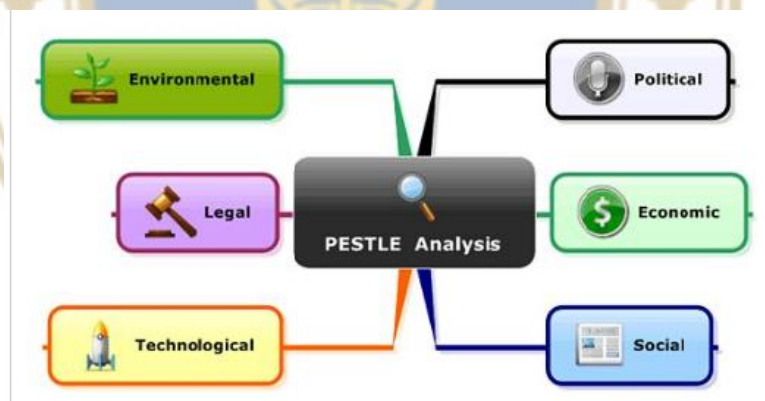 Environmental
Political
Legal
PESTLE Analysis
Economic
Technological
Social